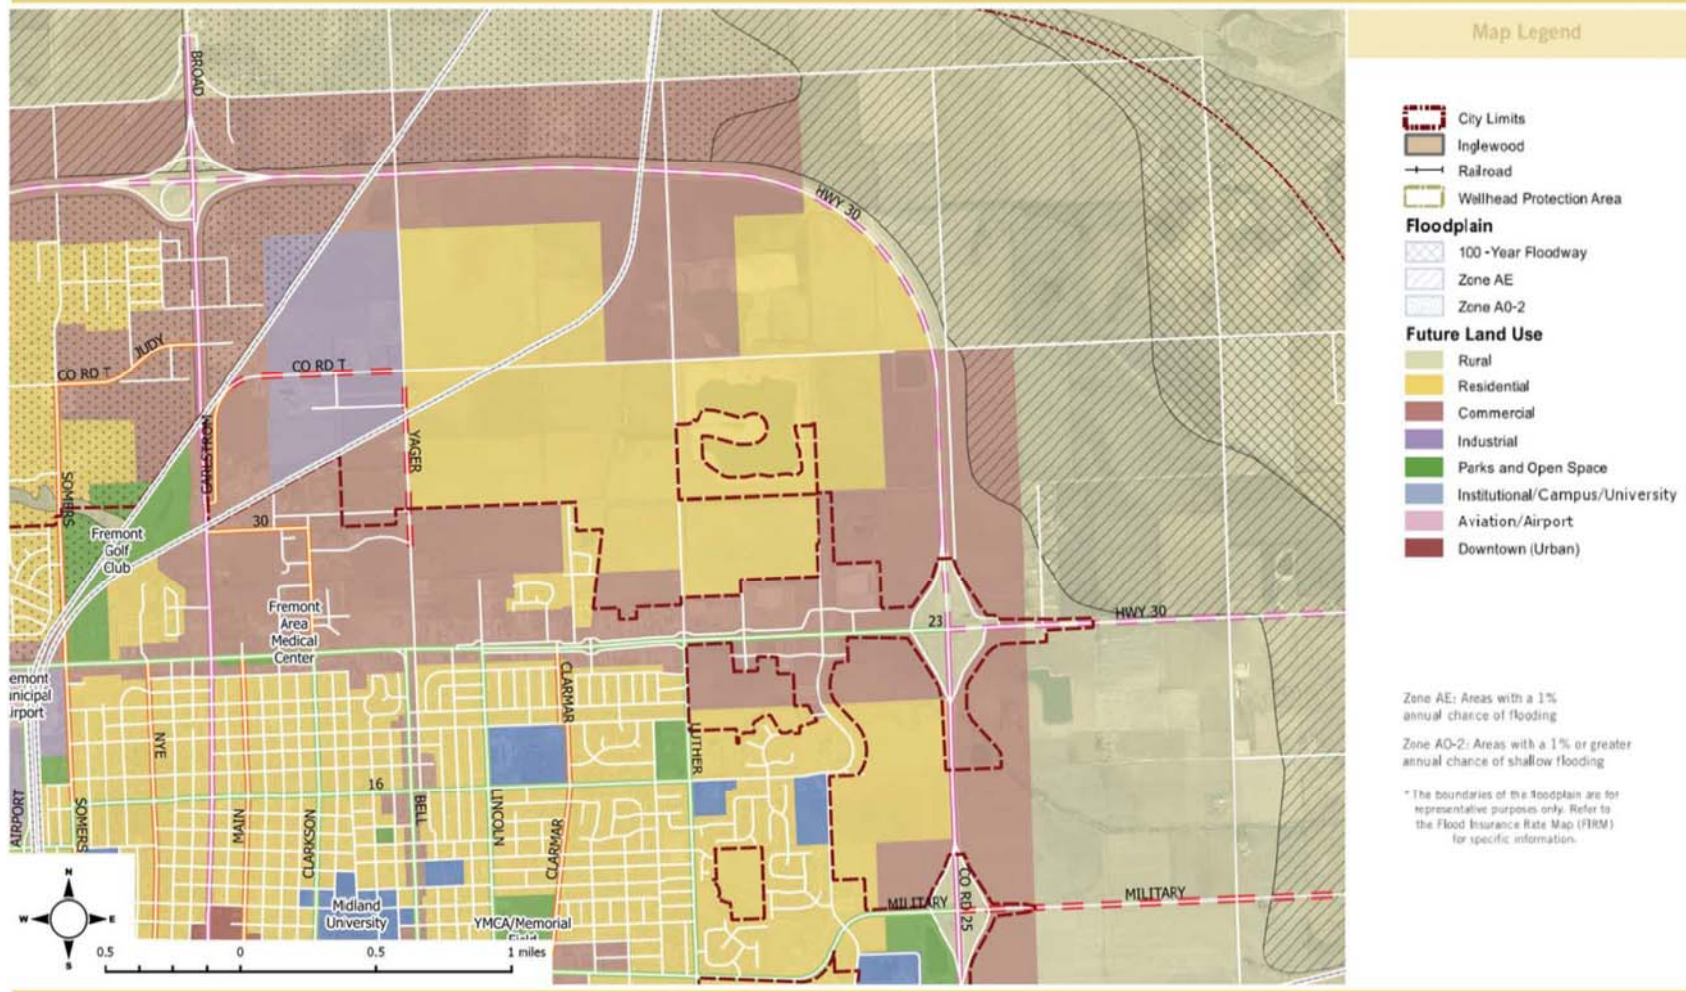 Map Legend
City Limits
Inglewood
Railroad
Wellhead Protection Area
Floodplain
100 -Year Floodway
Zone AE
Zone A0-2
Future Land Use
Rural
Residential
Commercial
Industrial
Parks and Open Space
Institutional/Campus/University
Aviation/Airport
Downtown (Urban)
Zone AE: Areas with a 1%
annual chance of flooding
Zone AO-2: Areas with a 1% or greater
annual chance of shallow flooding
* The boundaries of the floodplain are for
representative purposes only. Refer to
the Flood Insurance Rate Map (FIRM)
for specific information.
BROAD
HWY 30
JUDY
CO RD T
CO RD T
CARLSTROM
YAGER
SOMERS
30
Fremont
Golf
Club
Fremont
Area
Medical
Center
23
HWY 30
emont
unicipal
irport
CLARMAR
NYE
LUTHER
16
AIRPORT
SOMERS
MAIN
CLARKSON
BELL
LINCOLN
CLARMAR
CO RD 25
MILITARY
MILITARY
Midland
University
YMCA/Memorial
Field
N
W
E
S
0.5
0
0.5
1 miles